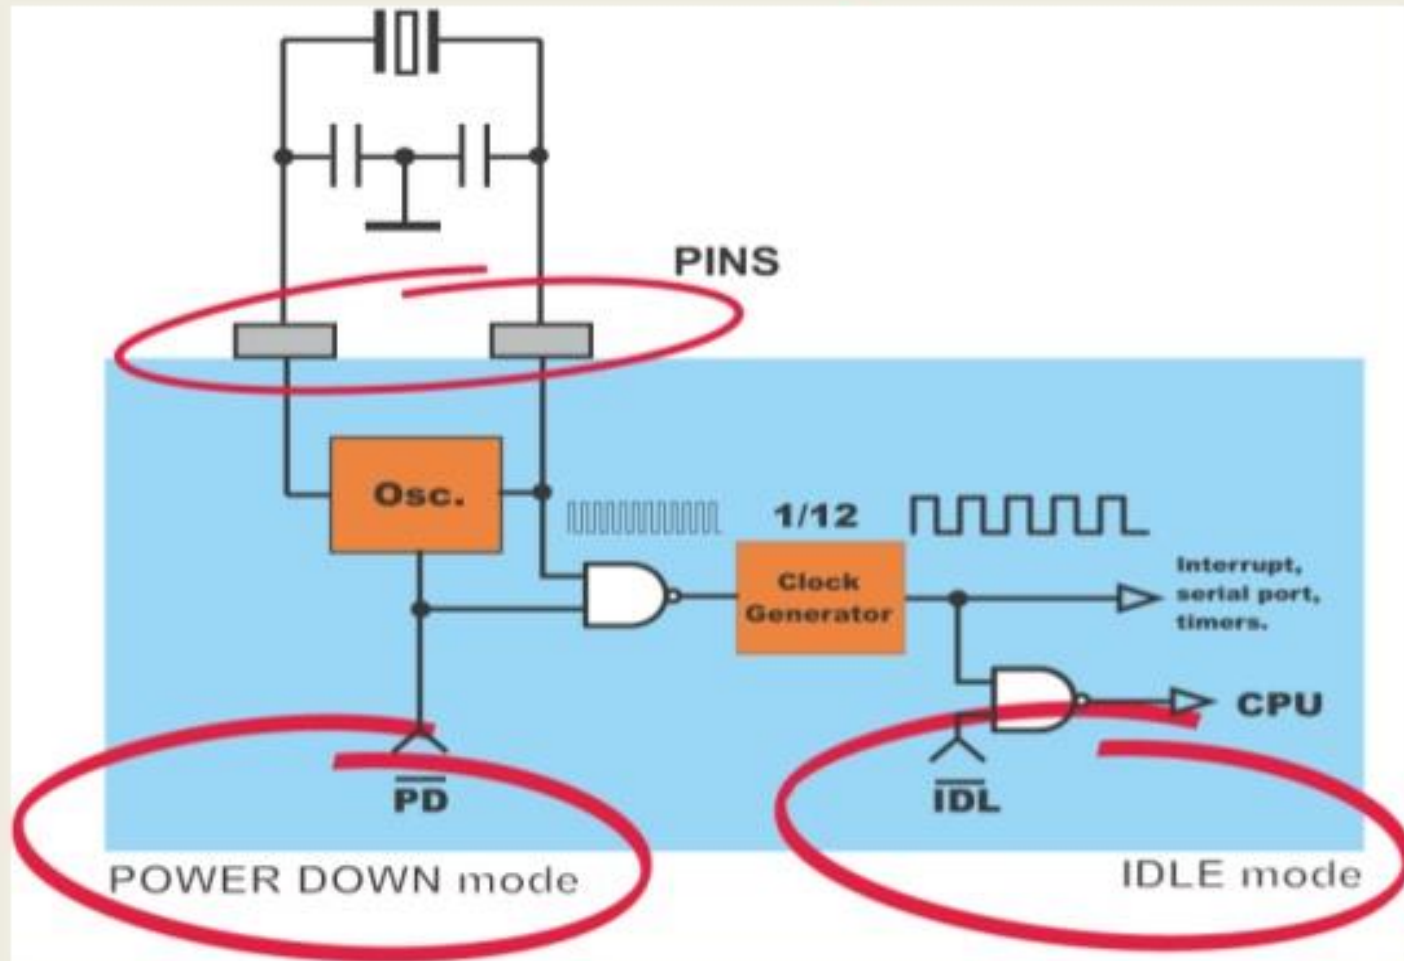 PINS
Osc.
1/12
Clock
Generator
Interrupt,
serial port,
timers.
CPU
PD
IDL
POWER DOWN mode
IDLE mode